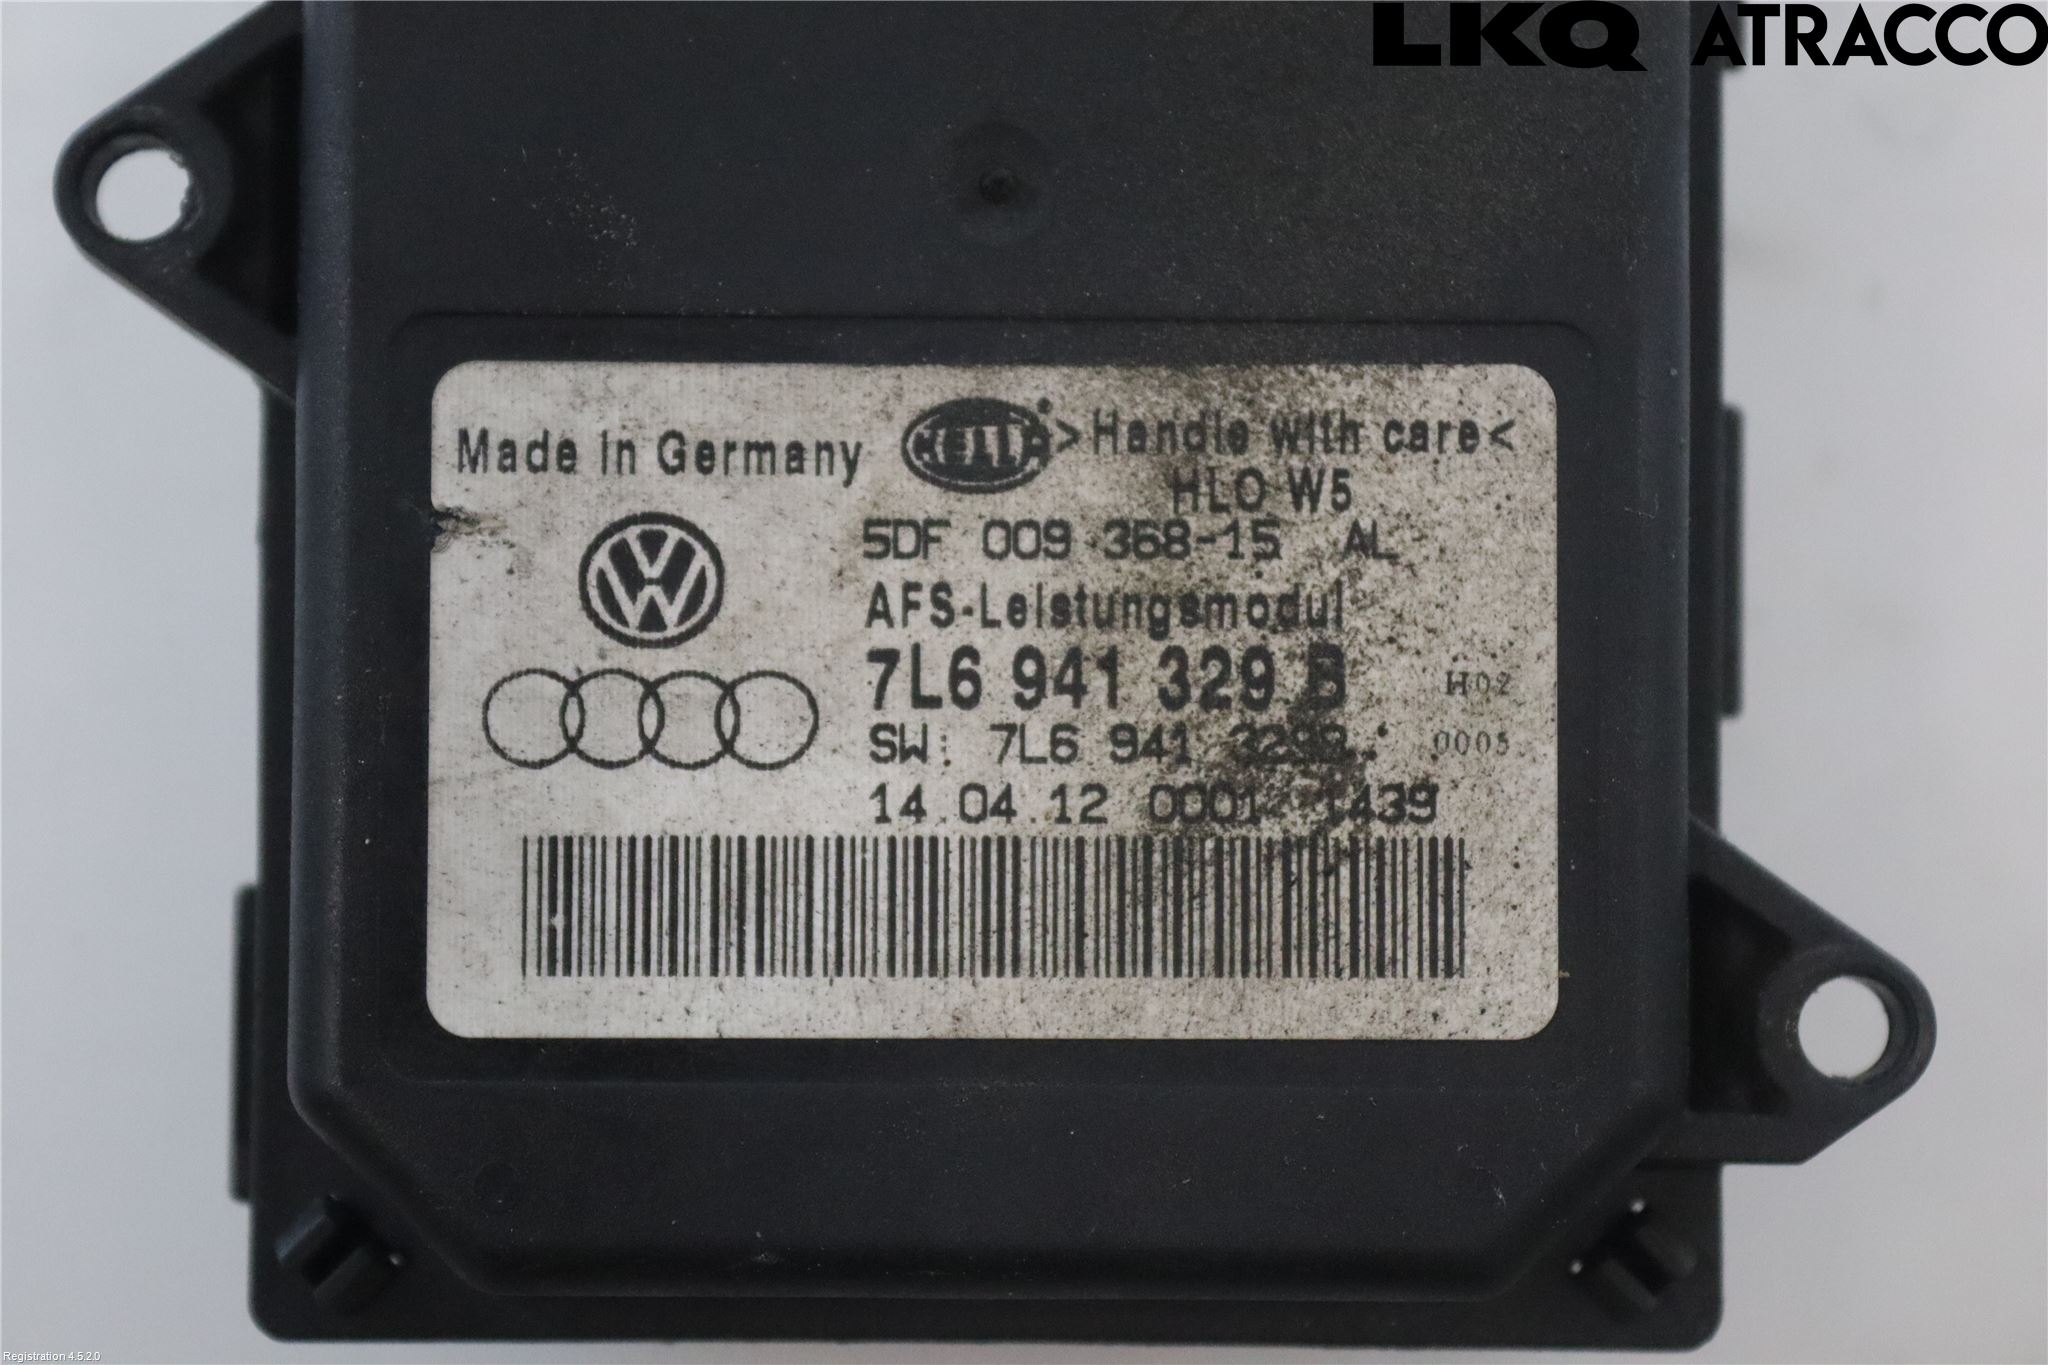 LKQ ATRACCO
Made in Germany
HELLA
>Handle with care<
HLO W5
5DF 009 368-15 AL
AFS-Leistungsmodul
7L6 941 329 B H02
SW: 7L6 941 0005
14.04.12 0001 1439
Registration 4.5.2.0